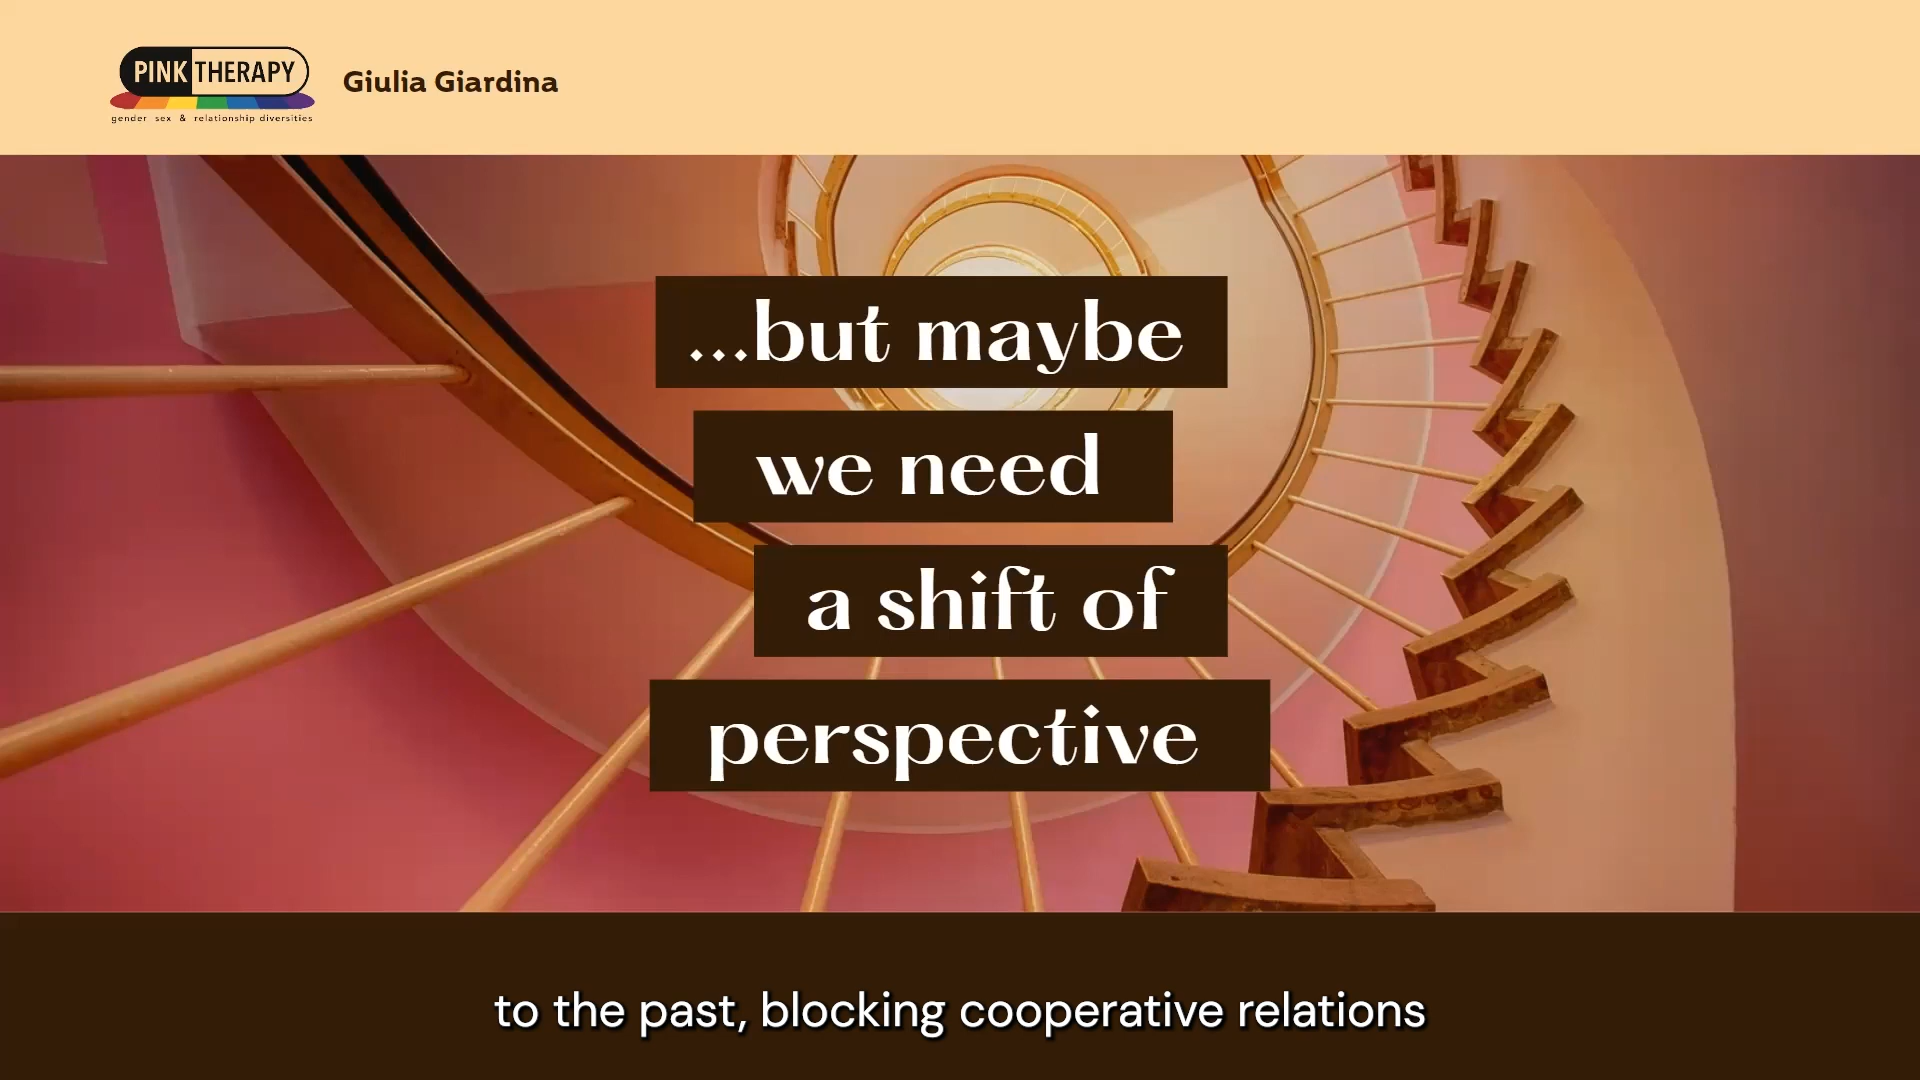 PINK THERAPY
gender sex & relationship diversities
Giulia Giardina
...but maybe
we need
a shift of
perspective
to the past, blocking cooperative relations